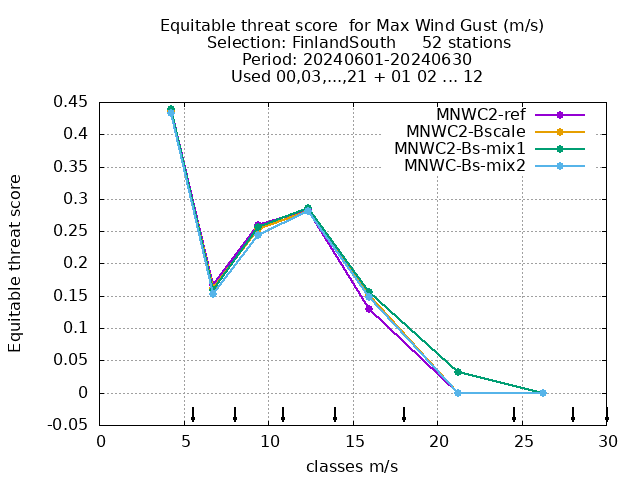 Equitable threat score  for Max Wind Gust (m/s)
Selection: FinlandSouth     52 stations
Period: 20240601-20240630
Used 00,03,...,21 + 01 02 ... 12
MNWC2-ref
MNWC2-Bscale
MNWC2-Bs-mix1
MNWC-Bs-mix2
Equitable threat score
0.45
0.4
0.35
0.3
0.25
0.2
0.15
0.1
0.05
0
-0.05
0 5 10 15 20 25 30
classes m/s